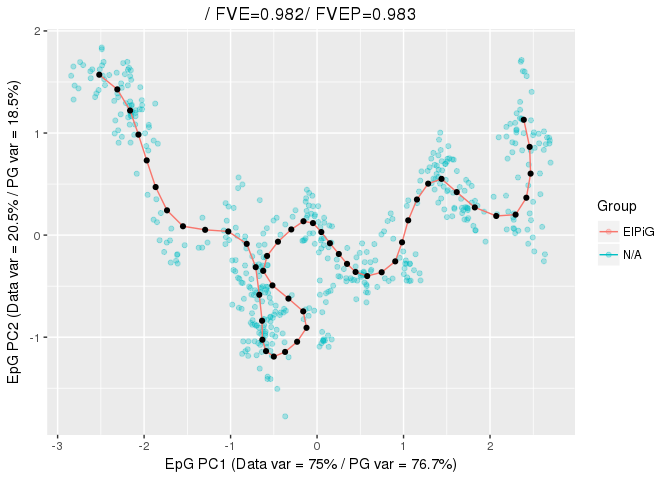 / FVE=0.982/ FVEP=0.983
EpG PC2 (Data var = 20.5% / PG var = 18.5%)
2
1
0
-1
-3
-2
-1
0
1
2
EpG PC1 (Data var = 75% / PG var = 76.7%)
Group
ElPiG
N/A